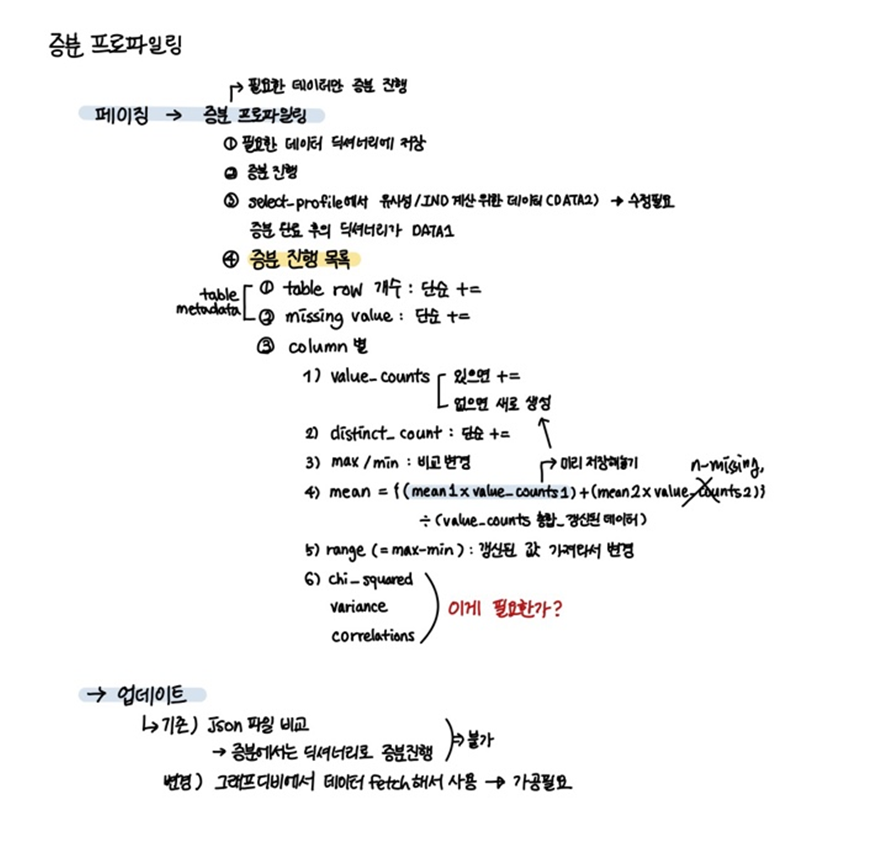 증분 프로파일링
→ 필요한 데이터만 증분 진행
페이징 → 증분 프로파일링
① 필요한 데이터 딕셔너리에 저장
② 증분 진행
③ select_profile에서 유사성/IND 계산 위한 데이터(DATA2) → 수정필요
증분 완료 후의 딕셔너리가 DATA1
④ 증분 진행 목록
table metadata
① table row 개수 : 단순 +=
② missing value : 단순 +=
③ column 별
1) value_counts 있으면 +=
없으면 새로 생성
2) distinct_count : 단순 +=
3) max/min : 비교 변경
→ 미리 저장해놓기
n-missing,
4) mean = {(mean1 x value_counts1) + (mean2 x value_counts2)}
÷ (value_counts 통합_갱신된 데이터)
5) range (= max-min) : 갱신된 값 가져와서 변경
6) chi_squared
variance
correlations
이게 필요한가?
→ 업데이트
↳ 기존) Json 파일 비교
→ 증분에서는 딕셔너리로 증분진행
⇒ 불가
변경) 그래프디비에서 데이터 fetch 해서 사용 → 가공필요